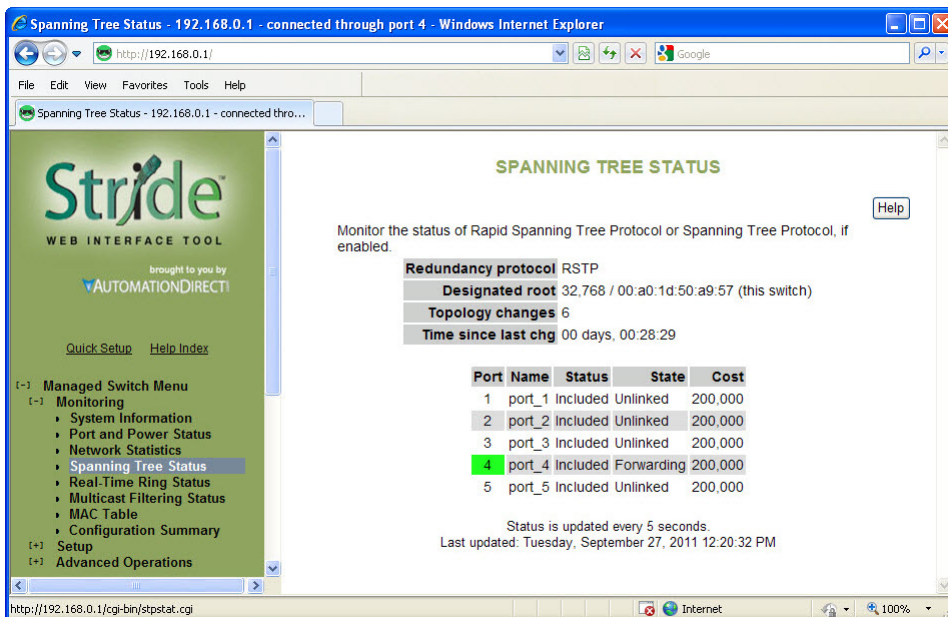 Spanning Tree Status - 192.168.0.1 - connected through port 4 - Windows Internet Explorer
http://192.168.0.1/
Google
File Edit View Favorites Tools Help
Spanning Tree Status - 192.168.0.1 - connected thro...
Stride
WEB INTERFACE TOOL
brought to you by
AUTOMATIONDIRECT
Quick Setup Help Index
[-] Managed Switch Menu
[-] Monitoring
System Information
Port and Power Status
Network Statistics
Spanning Tree Status
Real-Time Ring Status
Multicast Filtering Status
MAC Table
Configuration Summary
[+] Setup
[+] Advanced Operations
SPANNING TREE STATUS
Help
Monitor the status of Rapid Spanning Tree Protocol or Spanning Tree Protocol, if
enabled.
Redundancy protocol RSTP
Designated root 32,768 / 00:a0:1d:50:a9:57 (this switch)
Topology changes 6
Time since last chg 00 days, 00:28:29
Port Name Status State Cost
1 port_1 Included Unlinked 200,000
2 port_2 Included Unlinked 200,000
3 port_3 Included Unlinked 200,000
4 port_4 Included Forwarding 200,000
5 port_5 Included Unlinked 200,000
Status is updated every 5 seconds.
Last updated: Tuesday, September 27, 2011 12:20:32 PM
http://192.168.0.1/cgi-bin/stpstat.cgi
Internet
100%